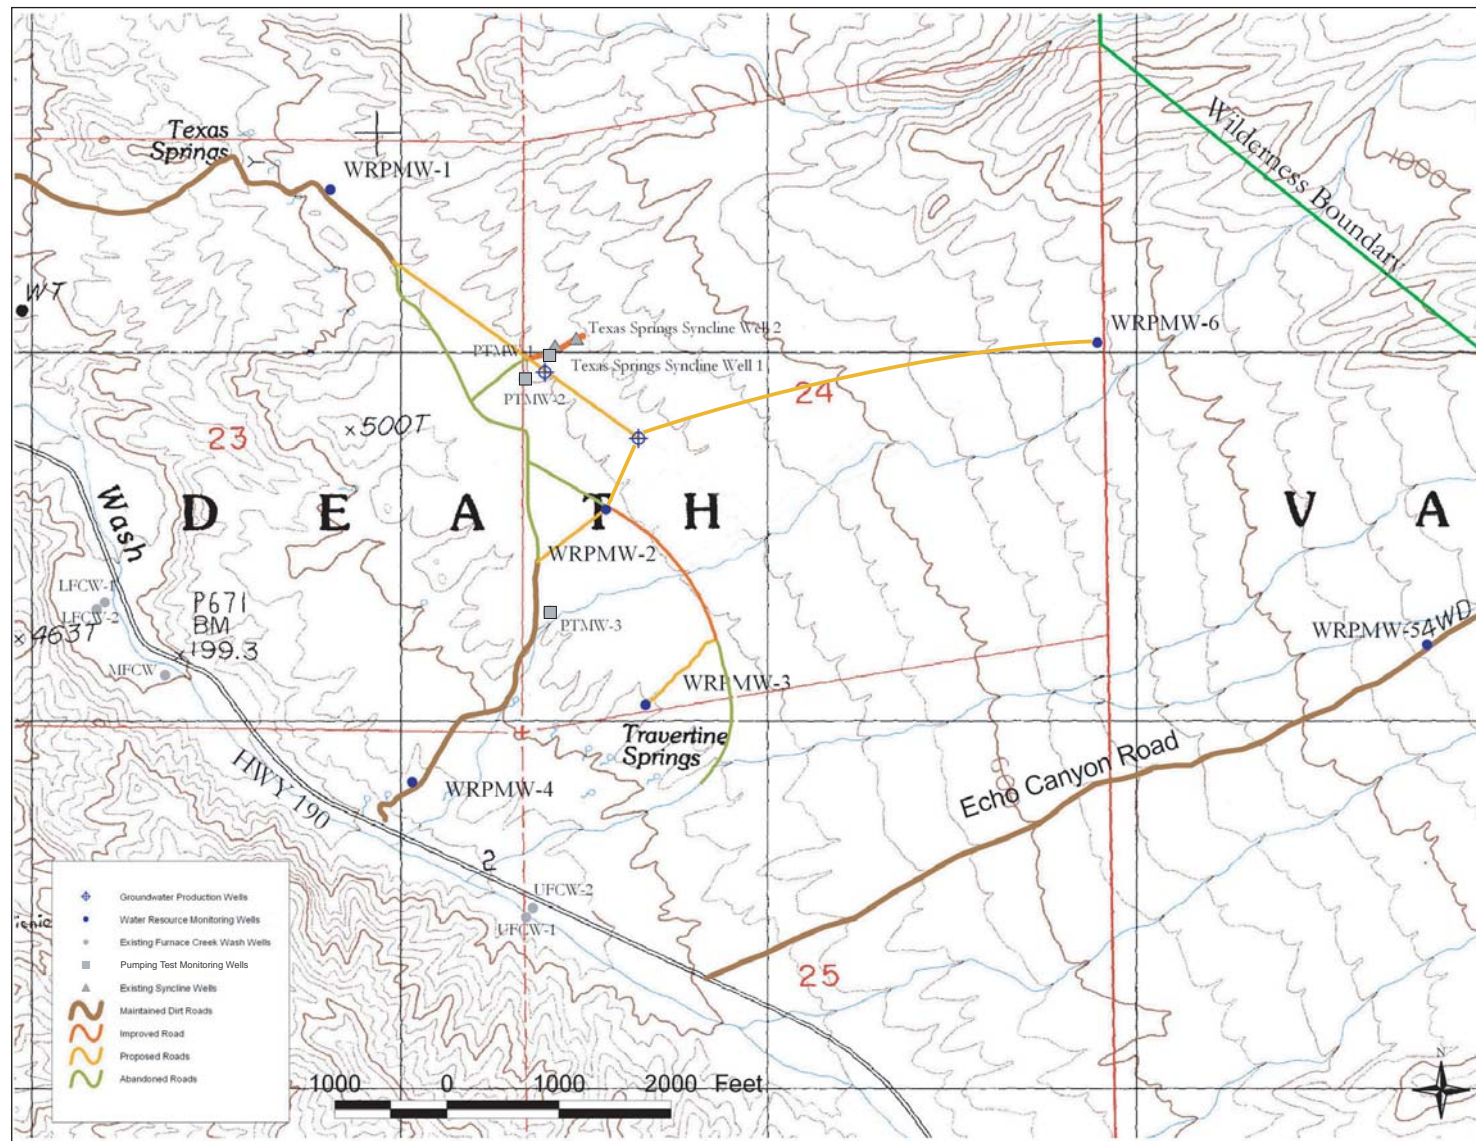 Texas
Springs
WRPMW-1
Wilderness Boundary
1000
WT
Texas Springs Syncline Well 2
WRPMW-6
PTMW-1
Texas Springs Syncline Well 1
PTMW-2
24
23
×500T
Wash
D E A T H V A
WRPMW-2
LFCW-1
LFCW-2
P671
BM
×199.3
×463T
PTMW-3
WRPMW-5
4WD
MFCW
WRPMW-3
Travertine
Springs
HWY 190
WRPMW-4
Echo Canyon Road
2
UFCW-2
UFCW-1
25
Groundwater Production Wells
Water Resource Monitoring Wells
Existing Furnace Creek Wash Wells
Pumping Test Monitoring Wells
Existing Syncline Wells
Maintained Dirt Roads
Improved Road
Proposed Roads
Abandoned Roads
1000 0 1000 2000 Feet
N